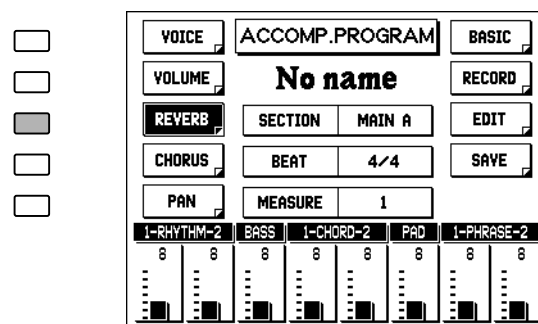 VOICE ACCOMP.PROGRAM BASIC
VOLUME No name RECORD
REVERB SECTION MAIN A EDIT
CHORUS BEAT 4/4 SAVE
PAN MEASURE 1
1-RHYTHM-2 BASS 1-CHORD-2 PAD 1-PHRASE-2
8 8 8 8 8 8 8 8